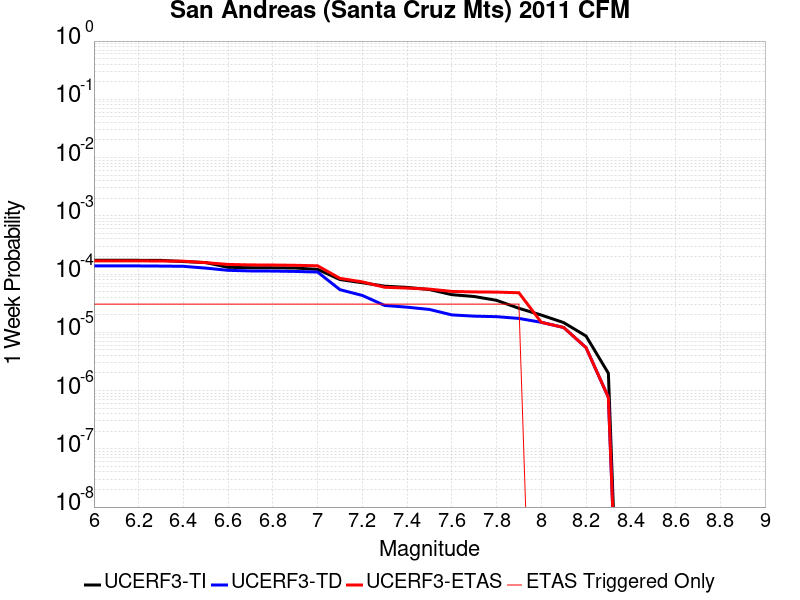 San Andreas (Santa Cruz Mts) 2011 CFM
10 0
10 -1
10 -2
10 -3
10 -4
10 -5
10 -6
10 -7
10 -8
1 Week Probability
6 6.2 6.4 6.6 6.8 7 7.2 7.4 7.6 7.8 8 8.2 8.4 8.6 8.8 9
Magnitude
UCERF3-TI UCERF3-TD UCERF3-ETAS ETAS Triggered Only